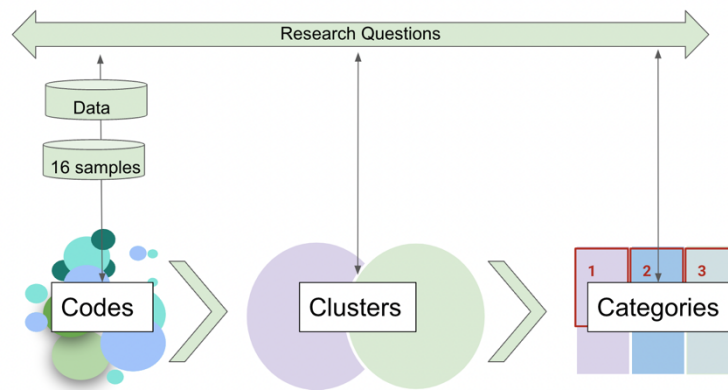 Research Questions
Data
16 samples
Codes
Clusters
1
2
3
Categories